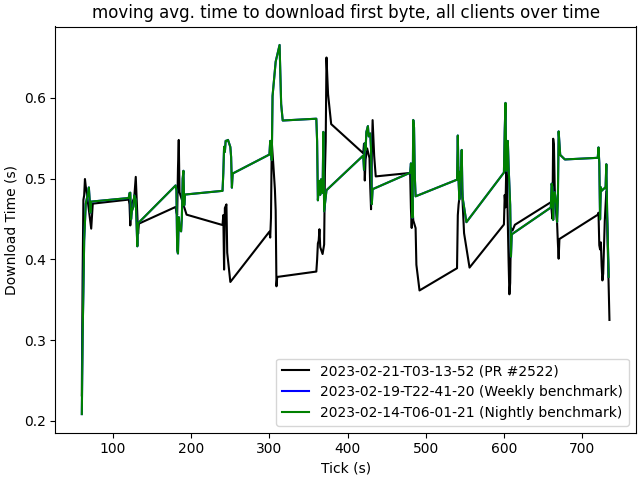 moving avg. time to download first byte, all clients over time
Download Time (s)
0.6
0.5
0.4
0.3
0.2
2023-02-21-T03-13-52 (PR #2522)
2023-02-19-T22-41-20 (Weekly benchmark)
2023-02-14-T06-01-21 (Nightly benchmark)
100 200 300 400 500 600 700
Tick (s)